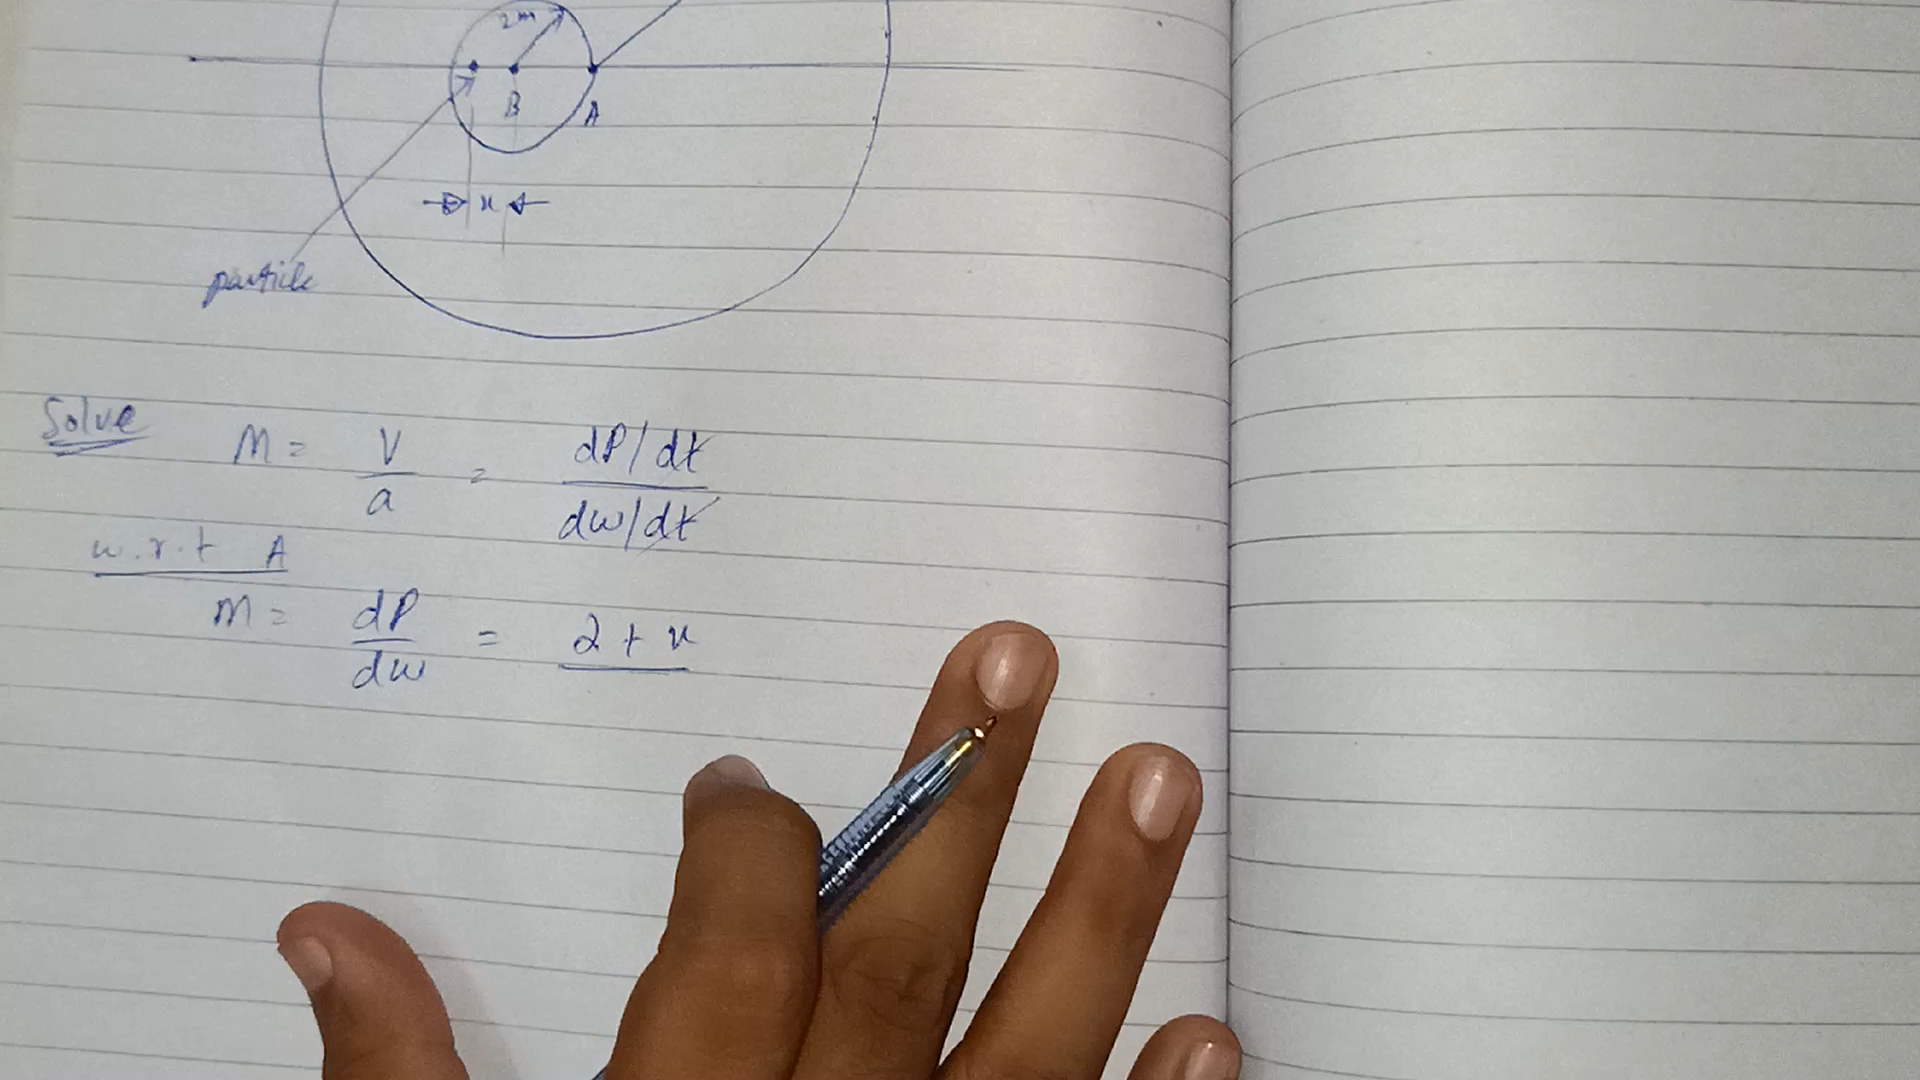 2m
B
A
x
particle
Solve M = V / a = dP/dt / dw/dt
w.r.t A
M = dP / dw = 2 + x